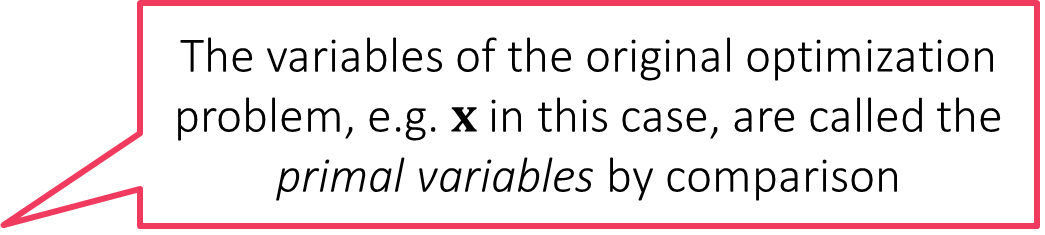 The variables of the original optimization
problem, e.g. x in this case, are called the
primal variables by comparison